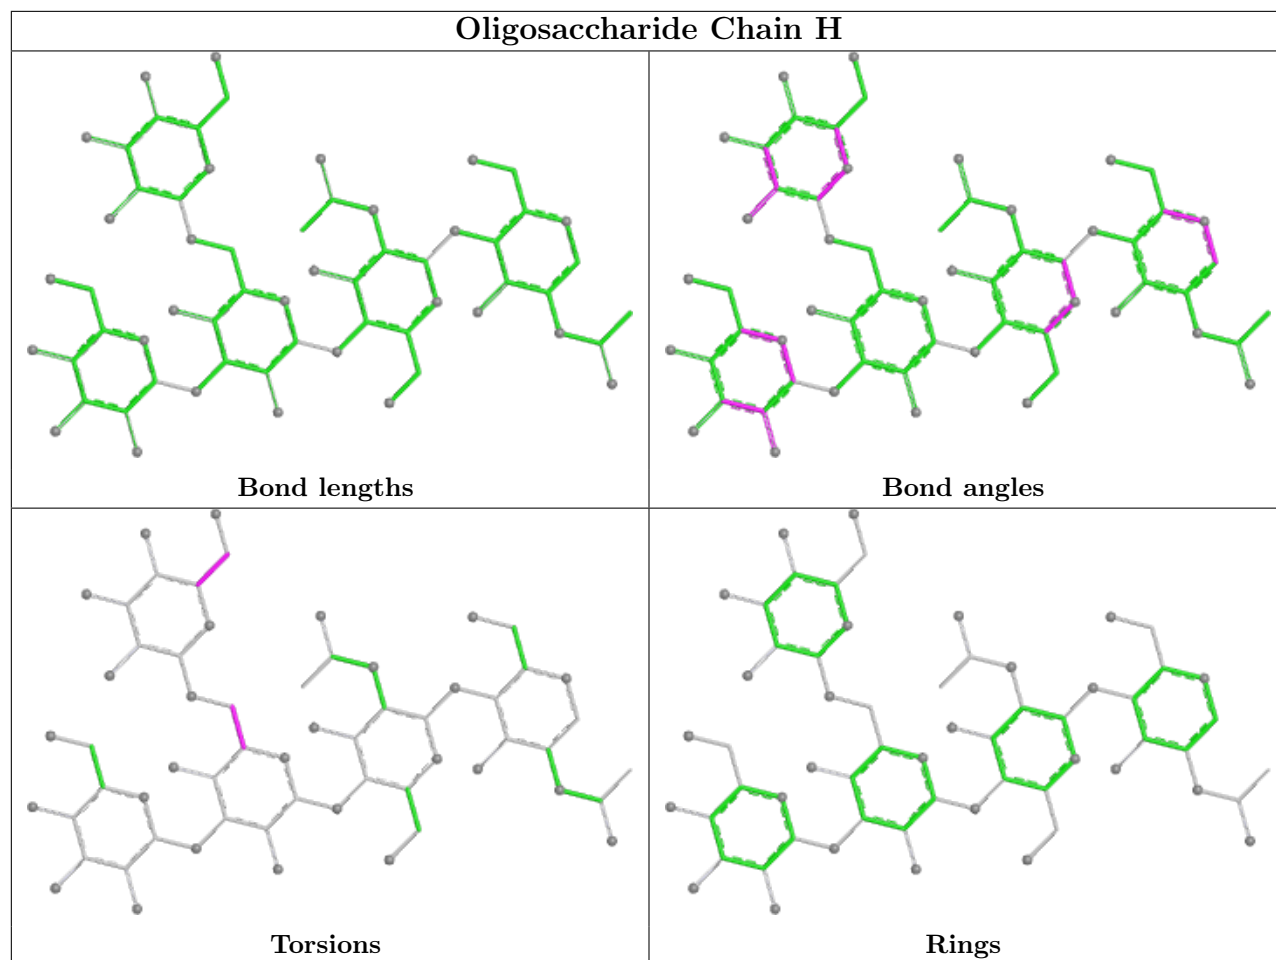 Oligosaccharide Chain H
Bond lengths
Bond angles
Torsions
Rings